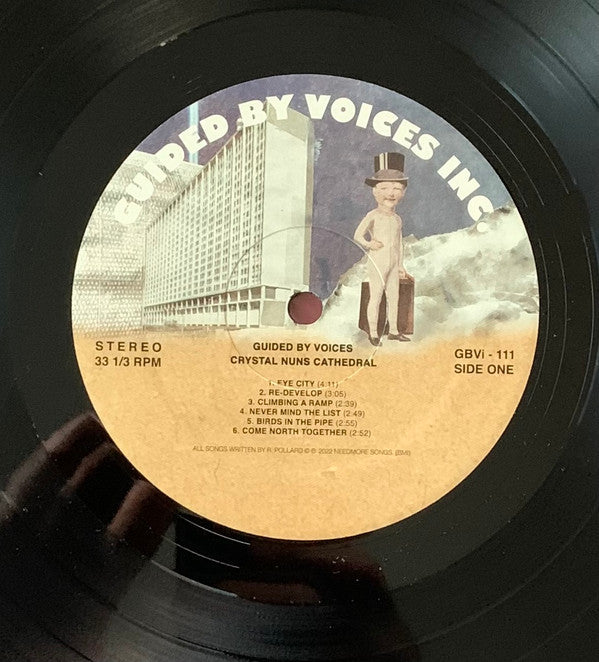 GUIDED BY VOICES INC.
STEREO
33 1/3 RPM
GUIDED BY VOICES
CRYSTAL NUNS CATHEDRAL
GBVi - 111
SIDE ONE
1. EYE CITY (4:11)
2. RE-DEVELOP (3:05)
3. CLIMBING A RAMP (2:39)
4. NEVER MIND THE LIST (2:49)
5. BIRDS IN THE PIPE (2:55)
6. COME NORTH TOGETHER (2:52)
ALL SONGS WRITTEN BY R. POLLARD © ℗ 2022 NEEDMORE SONGS. (BMI)